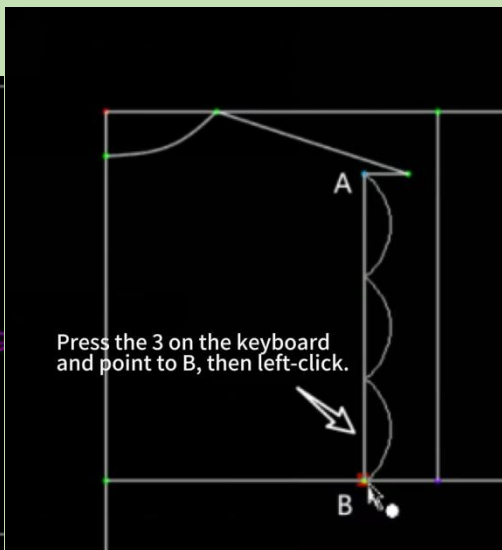 A
Press the 3 on the keyboard
and point to B, then left-click.
B